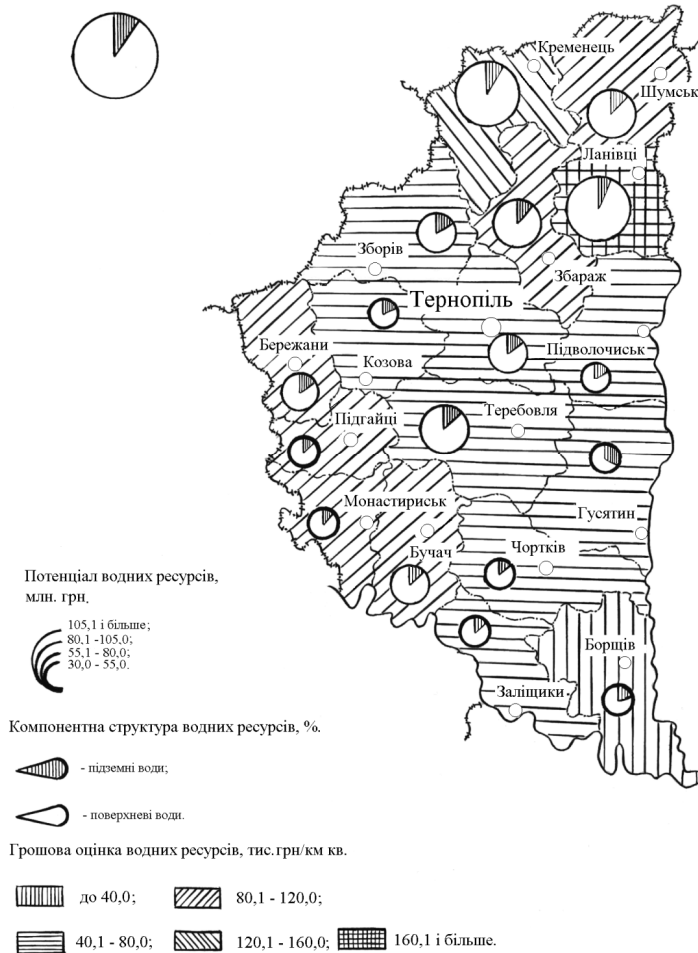 Кременець
Шумськ
Ланівці
Зборів
Збараж
Тернопіль
Бережани
Козова
Підволочиськ
Підгайці
Теребовля
Монастириськ
Гусятин
Бучач
Чортків
Борщів
Заліщики
Потенціал водних ресурсів,
млн. грн.
105,1 і більше;
80,1 -105,0;
55,1 - 80,0;
30,0 - 55,0.
Компонентна структура водних ресурсів, %.
- підземні води;
- поверхневі води.
Грошова оцінка водних ресурсів, тис.грн/км кв.
до 40,0;
80,1 - 120,0;
40,1 - 80,0;
120,1 - 160,0;
160,1 і більше.